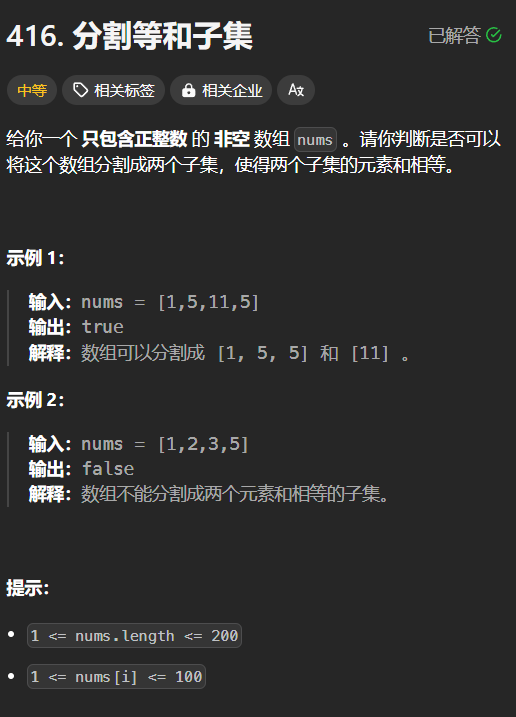 416. 分割等和子集
已解答
中等
相关标签
相关企业
给你一个 只包含正整数 的 非空 数组 nums 。请你判断是否可以
将这个数组分割成两个子集，使得两个子集的元素和相等。
示例 1：
输入：nums = [1,5,11,5]
输出：true
解释：数组可以分割成 [1, 5, 5] 和 [11] 。
示例 2：
输入：nums = [1,2,3,5]
输出：false
解释：数组不能分割成两个元素和相等的子集。
提示：
1 <= nums.length <= 200
1 <= nums[i] <= 100